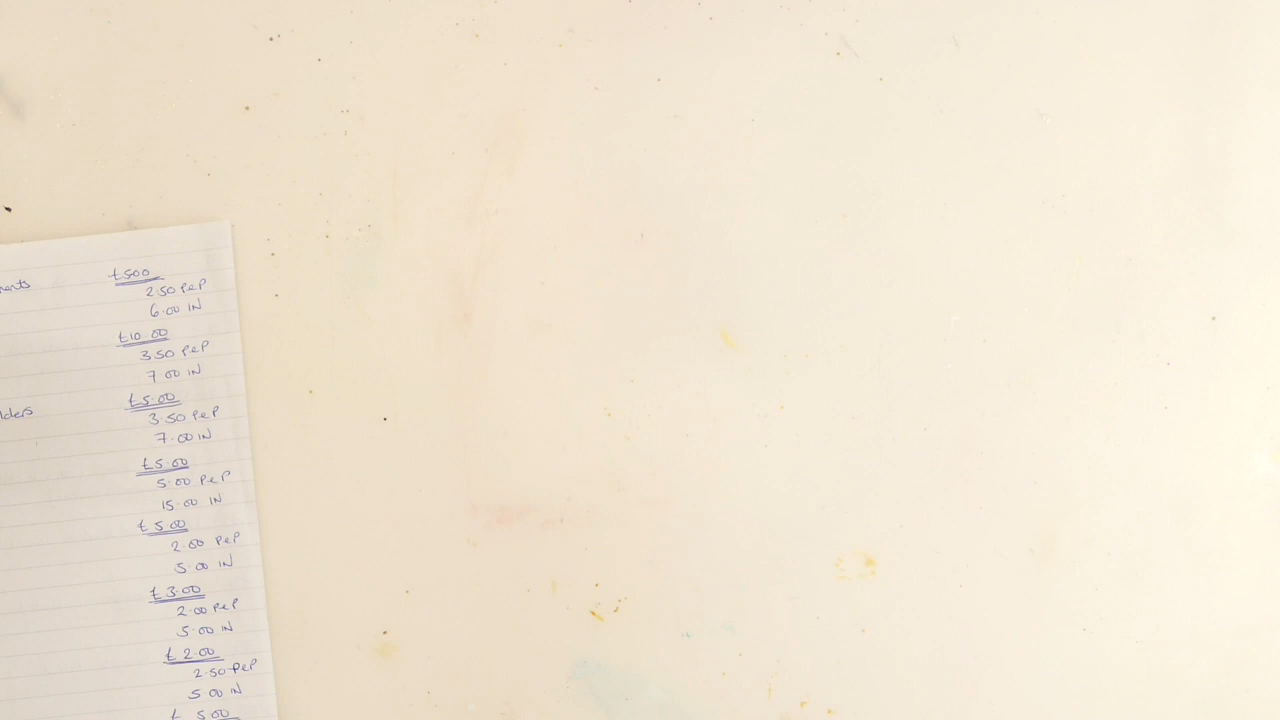 £500
ments
2.50 PeP
6.00 IN
£10.00
3.50 PeP
7.00 IN
£5.00
lders
3.50 PeP
7.00 IN
£5.00
5.00 PeP
15.00 IN
£5.00
2.00 PeP
5.00 IN
£3.00
2.00 PeP
5.00 IN
£2.00
2.50 PeP
5.00 IN
£ 5.00